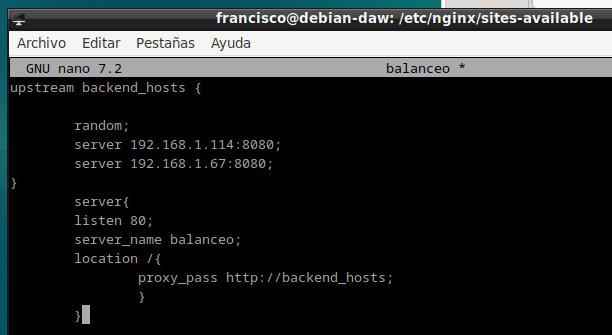 francisco@debian-daw: /etc/nginx/sites-available
Archivo Editar Pestañas Ayuda
GNU nano 7.2 balanceo *
upstream backend_hosts {
random;
server 192.168.1.114:8080;
server 192.168.1.67:8080;
}
server{
listen 80;
server_name balanceo;
location /{
proxy_pass http://backend_hosts;
}
}